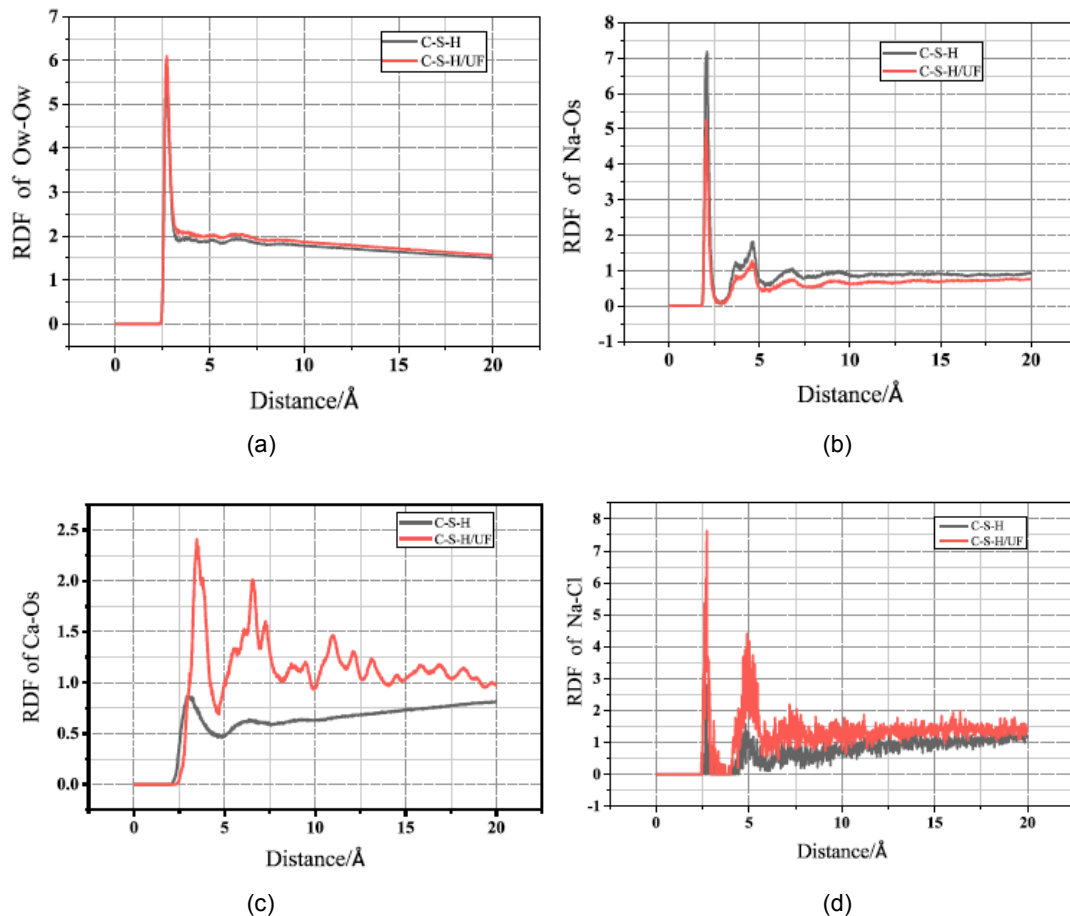 7
6
5
4
3
2
1
0
RDF of Ow-Ow
C-S-H
C-S-H/UF
0 5 10 15 20
Distance/Å
(a)
8
7
6
5
4
3
2
1
0
-1
RDF of Na-Os
C-S-H
C-S-H/UF
0 5 10 15 20
Distance/Å
(b)
2.5
2.0
1.5
1.0
0.5
0.0
RDF of Ca-Os
C-S-H
C-S-H/UF
0 5 10 15 20
Distance/Å
(c)
8
7
6
5
4
3
2
1
0
-1
RDF of Na-Cl
C-S-H
C-S-H/UF
0 5 10 15 20
Distance/Å
(d)